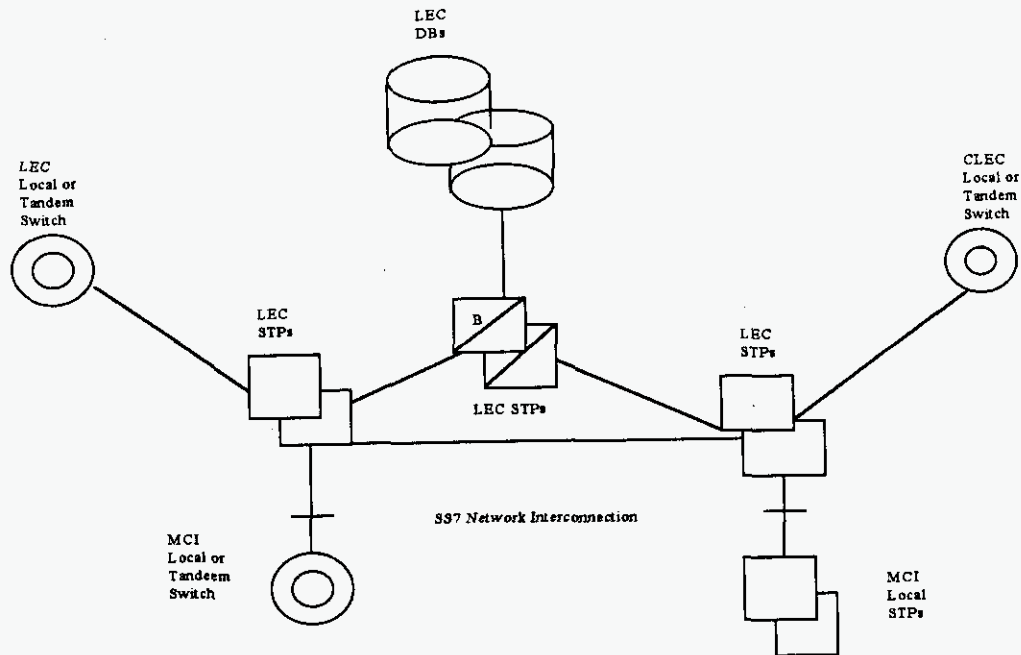 LEC
DBs
LEC
Local or
Tandem
Switch
CLEC
Local or
Tandem
Switch
LEC
STPs
B
LEC STPs
LEC
STPs
SS7 Network Interconnection
MCI
Local or
Tandeem
Switch
MCI
Local
STPs